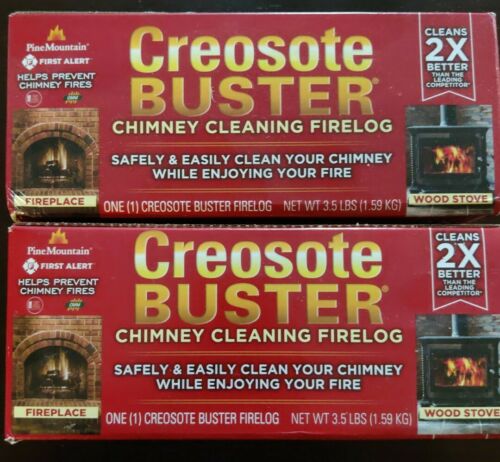 PineMountain®
FIRST ALERT®
HELPS PREVENT
CHIMNEY FIRES
Creosote
BUSTER®
CHIMNEY CLEANING FIRELOG
SAFELY & EASILY CLEAN YOUR CHIMNEY
WHILE ENJOYING YOUR FIRE
CLEANS
2X
BETTER
THAN THE
LEADING
COMPETITOR*
FIREPLACE
ONE (1) CREOSOTE BUSTER FIRELOG NET WT 3.5 LBS (1.59 KG)
WOOD STOVE
PineMountain®
FIRST ALERT®
HELPS PREVENT
CHIMNEY FIRES
Creosote
BUSTER®
CHIMNEY CLEANING FIRELOG
SAFELY & EASILY CLEAN YOUR CHIMNEY
WHILE ENJOYING YOUR FIRE
CLEANS
2X
BETTER
THAN THE
LEADING
COMPETITOR*
FIREPLACE
ONE (1) CREOSOTE BUSTER FIRELOG NET WT 3.5 LBS (1.59 KG)
WOOD STOVE